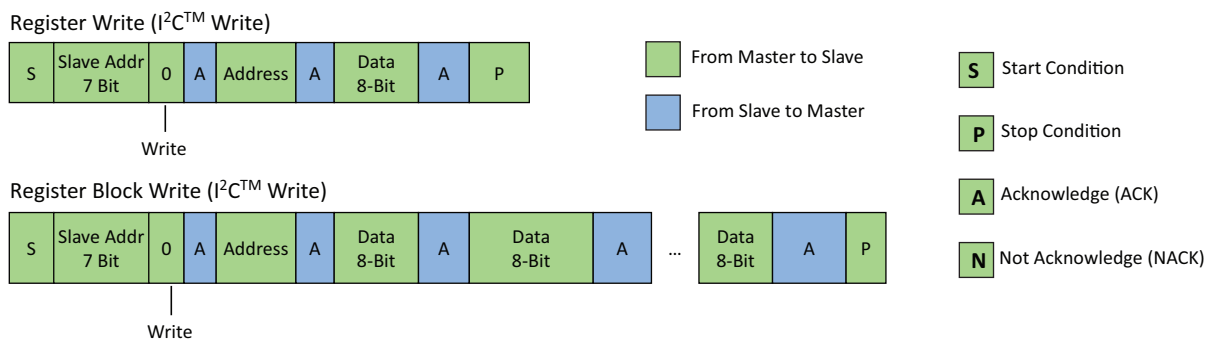 Register Write (I²C™ Write)
S Slave Addr 0 A Address A Data A P
7 Bit 8-Bit
Write
From Master to Slave
From Slave to Master
S Start Condition
P Stop Condition
A Acknowledge (ACK)
N Not Acknowledge (NACK)
Register Block Write (I²C™ Write)
S Slave Addr 0 A Address A Data A Data A ... Data A P
7 Bit 8-Bit 8-Bit 8-Bit
Write